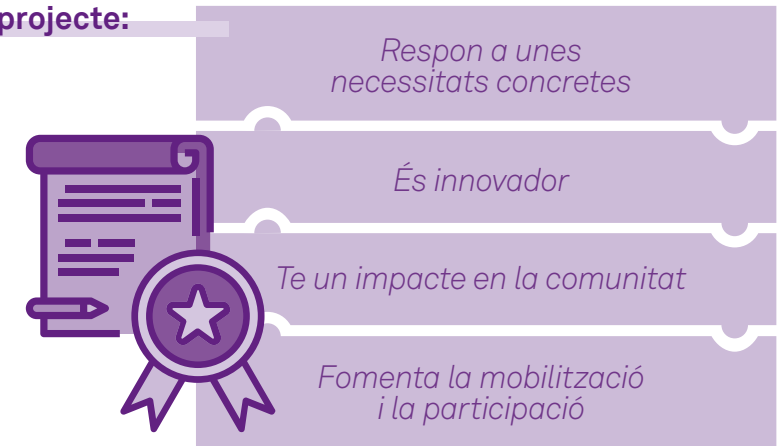 projecte:
Respon a unes
necessitats concretes
És innovador
Te un impacte en la comunitat
Fomenta la mobilització
i la participació